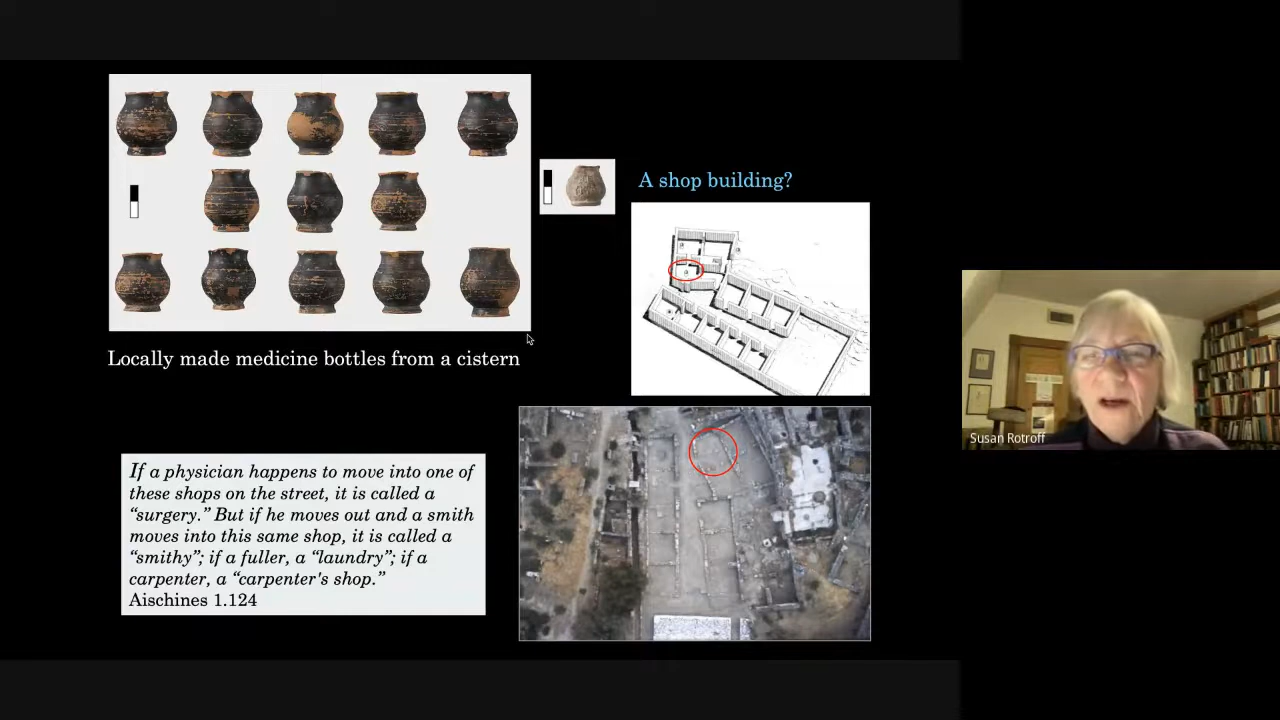 A shop building?
Locally made medicine bottles from a cistern
If a physician happens to move into one of
these shops on the street, it is called a
“surgery.” But if he moves out and a smith
moves into this same shop, it is called a
“smithy”; if a fuller, a “laundry”; if a
carpenter, a “carpenter's shop.”
Aischines 1.124
Susan Rotroff